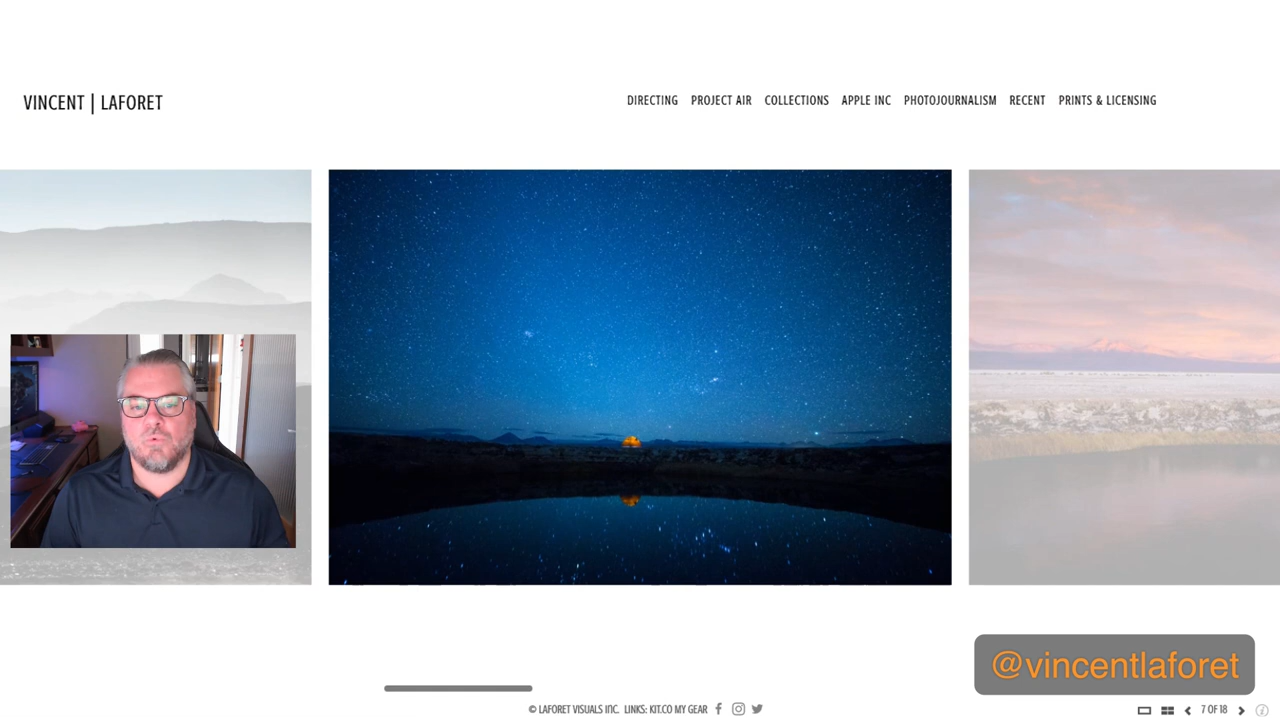 VINCENT | LAFORET
DIRECTING PROJECT AIR COLLECTIONS APPLE INC PHOTOJOURNALISM RECENT PRINTS & LICENSING
@vincentlaforet
© LAFORET VISUALS INC. LINKS: KIT.CO MY GEAR
7 OF 18